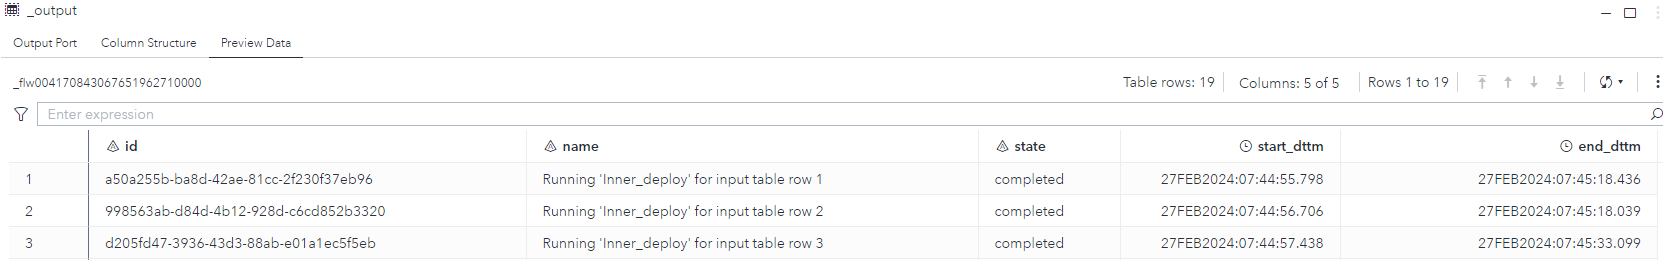 _output
Output Port Column Structure Preview Data
_flw004170843067651962710000 Table rows: 19 Columns: 5 of 5 Rows 1 to 19
Enter expression
id name state start_dttm end_dttm
1 a50a255b-ba8d-42ae-81cc-2f230f37eb96 Running 'Inner_deploy' for input table row 1 completed 27FEB2024:07:44:55.798 27FEB2024:07:45:18.436
2 998563ab-d84d-4b12-928d-c6cd852b3320 Running 'Inner_deploy' for input table row 2 completed 27FEB2024:07:44:56.706 27FEB2024:07:45:18.039
3 d205fd47-3936-43d3-88ab-e01a1ec5f5eb Running 'Inner_deploy' for input table row 3 completed 27FEB2024:07:44:57.438 27FEB2024:07:45:33.099